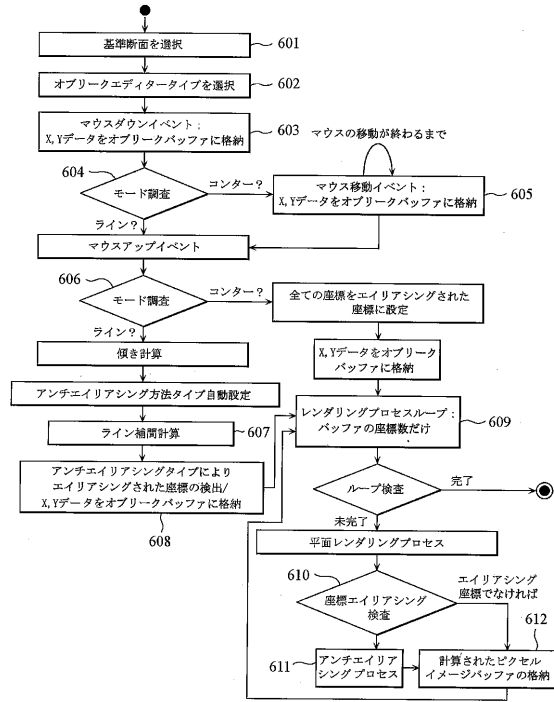 基準断面を選択
601
オブリークエディタータイプを選択
602
マウスダウンイベント：
X,Yデータをオブリークバッファに格納
603
マウスの移動が終わるまで
604
モード調査
コンター？
マウス移動イベント：
X,Yデータをオブリークバッファに格納
605
ライン？
マウスアップイベント
606
モード調査
コンター？
全ての座標をエイリアシングされた
座標に設定
ライン？
傾き計算
X,Yデータをオブリーク
バッファに格納
アンチエイリアシング方法タイプ自動設定
ライン補間計算
607
レンダリングプロセスループ：
バッファの座標数だけ
609
アンチエイリアシングタイプにより
エイリアシングされた座標の検出/
X,Yデータをオブリークバッファに格納
608
ループ検査
完了
未完了
平面レンダリングプロセス
610
座標エイリアシング
検査
エイリアシング
座標でなければ
612
611
アンチエイリア
シング プロセス
計算されたピクセル
イメージバッファの格納